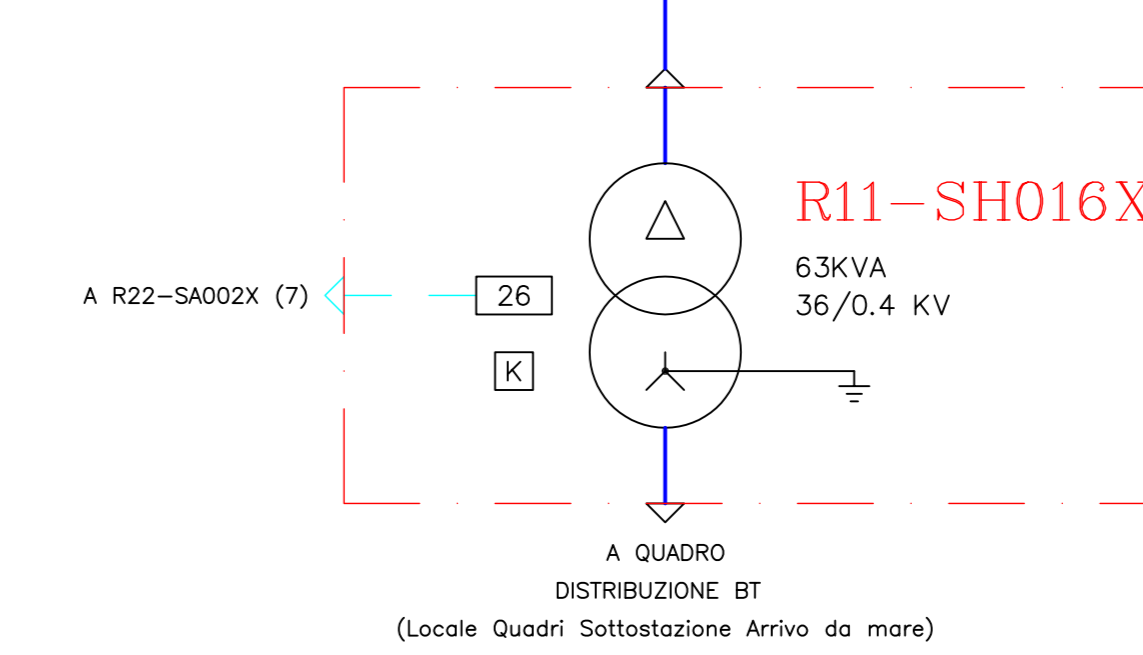 R11-SH016X
63KVA
36/0.4 KV
A R22-SA002X (7)
26
K
A QUADRO
DISTRIBUZIONE BT
(Locale Quadri Sottostazione Arrivo da mare)